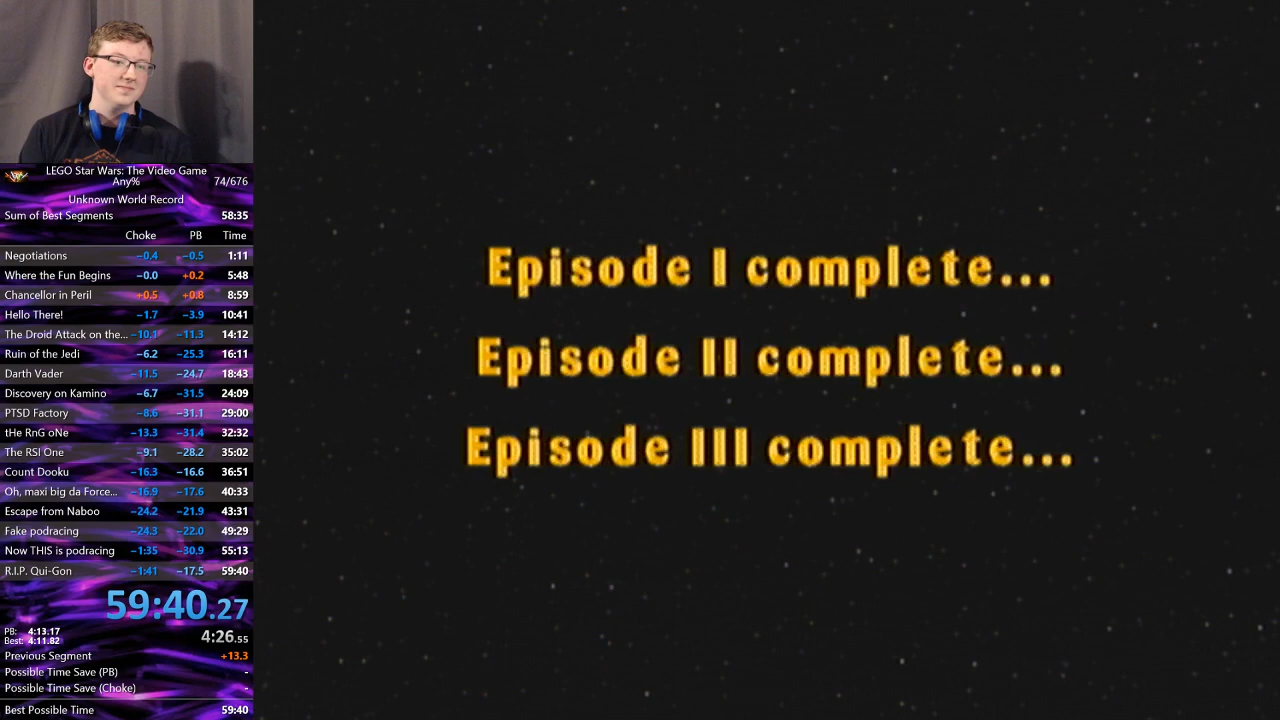 LEGO Star Wars: The Video Game
Any%
74/676
Unknown World Record
Sum of Best Segments 58:35
Choke PB Time
Negotiations −0.4 −0.5 1:11
Where the Fun Begins −0.0 +0.2 5:48
Chancellor in Peril +0.5 +0.8 8:59
Hello There! −1.7 −3.9 10:41
The Droid Attack on the... −10.1 −11.3 14:12
Ruin of the Jedi −6.2 −25.3 16:11
Darth Vader −11.5 −24.7 18:43
Discovery on Kamino −6.7 −31.5 24:09
PTSD Factory −8.6 −31.1 29:00
tHe RnG oNe −13.3 −31.4 32:32
The RSI One −9.1 −28.2 35:02
Count Dooku −16.3 −16.6 36:51
Oh, maxi big da Force... −16.9 −17.6 40:33
Escape from Naboo −24.2 −21.9 43:31
Fake podracing −24.3 −22.0 49:29
Now THIS is podracing −1:35 −30.9 55:13
R.I.P. Qui-Gon −1:41 −17.5 59:40
59:40.27
PB: 4:13.17
Best: 4:11.82
4:26.55
Previous Segment +13.3
Possible Time Save (PB) -
Possible Time Save (Choke) -
Best Possible Time 59:40
Episode I complete...
Episode II complete...
Episode III complete...